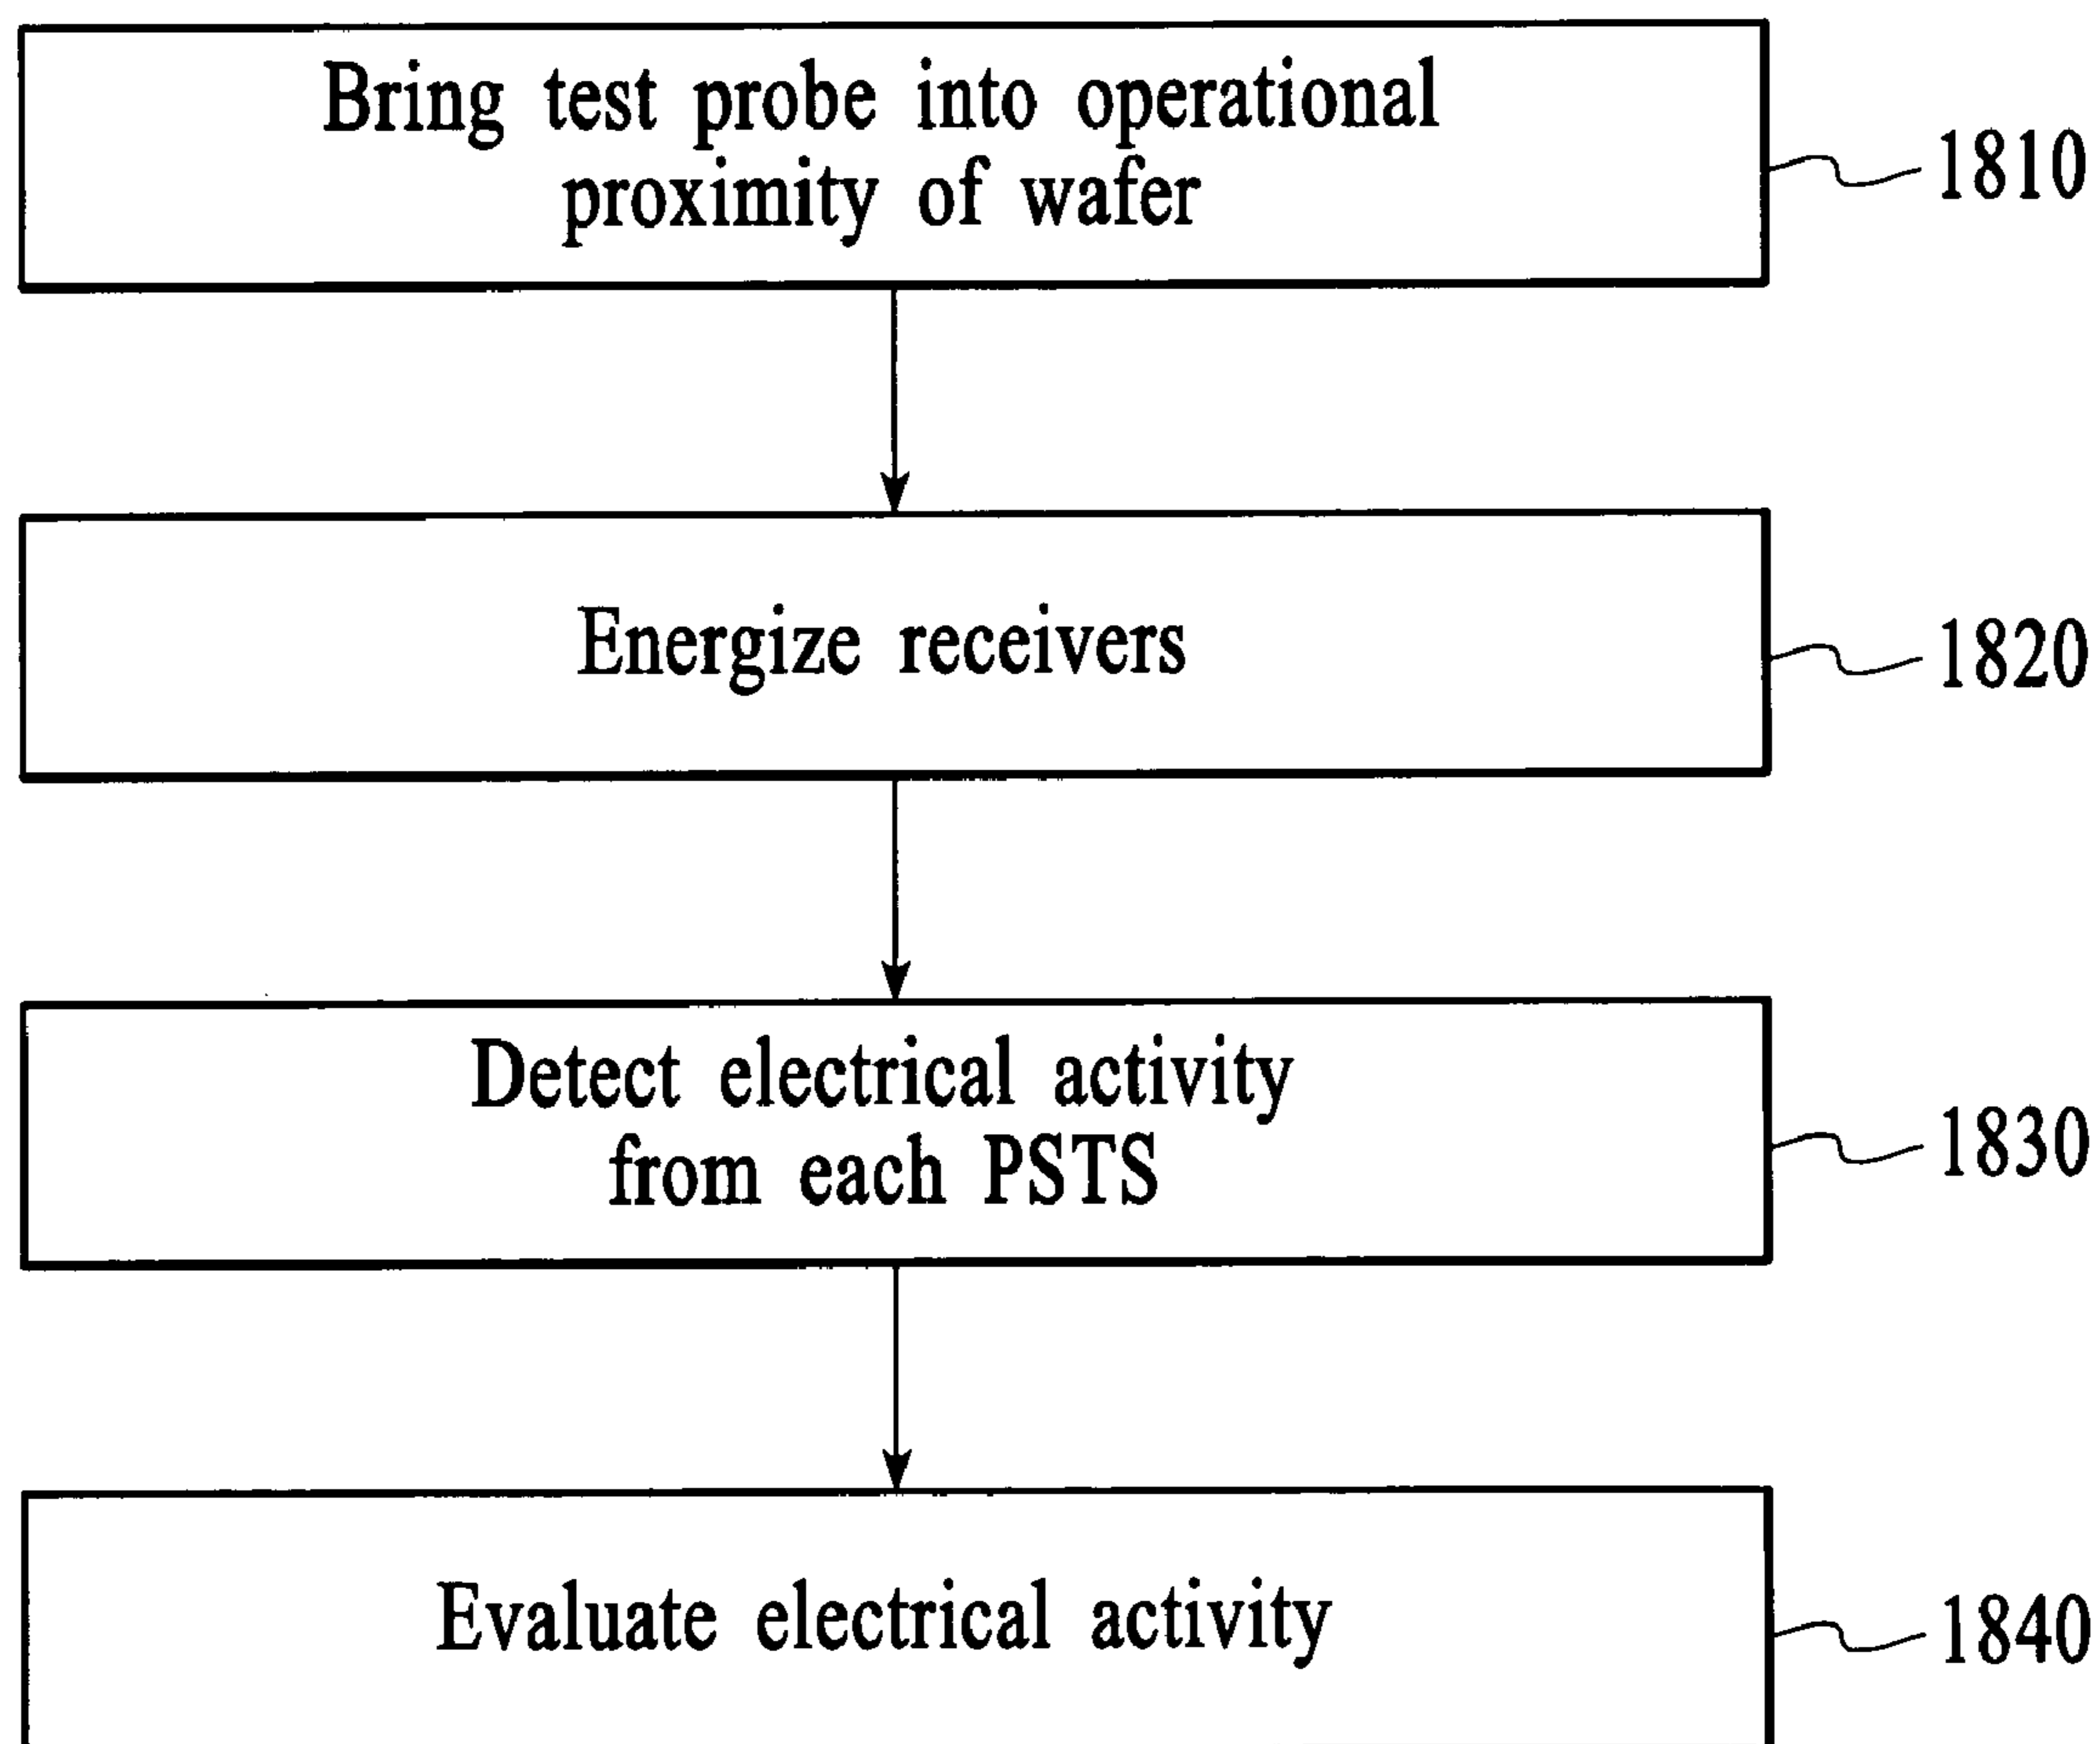 Bring test probe into operational
proximity of wafer
1810
Energize receivers
1820
Detect electrical activity
from each PSTS
1830
Evaluate electrical activity
1840